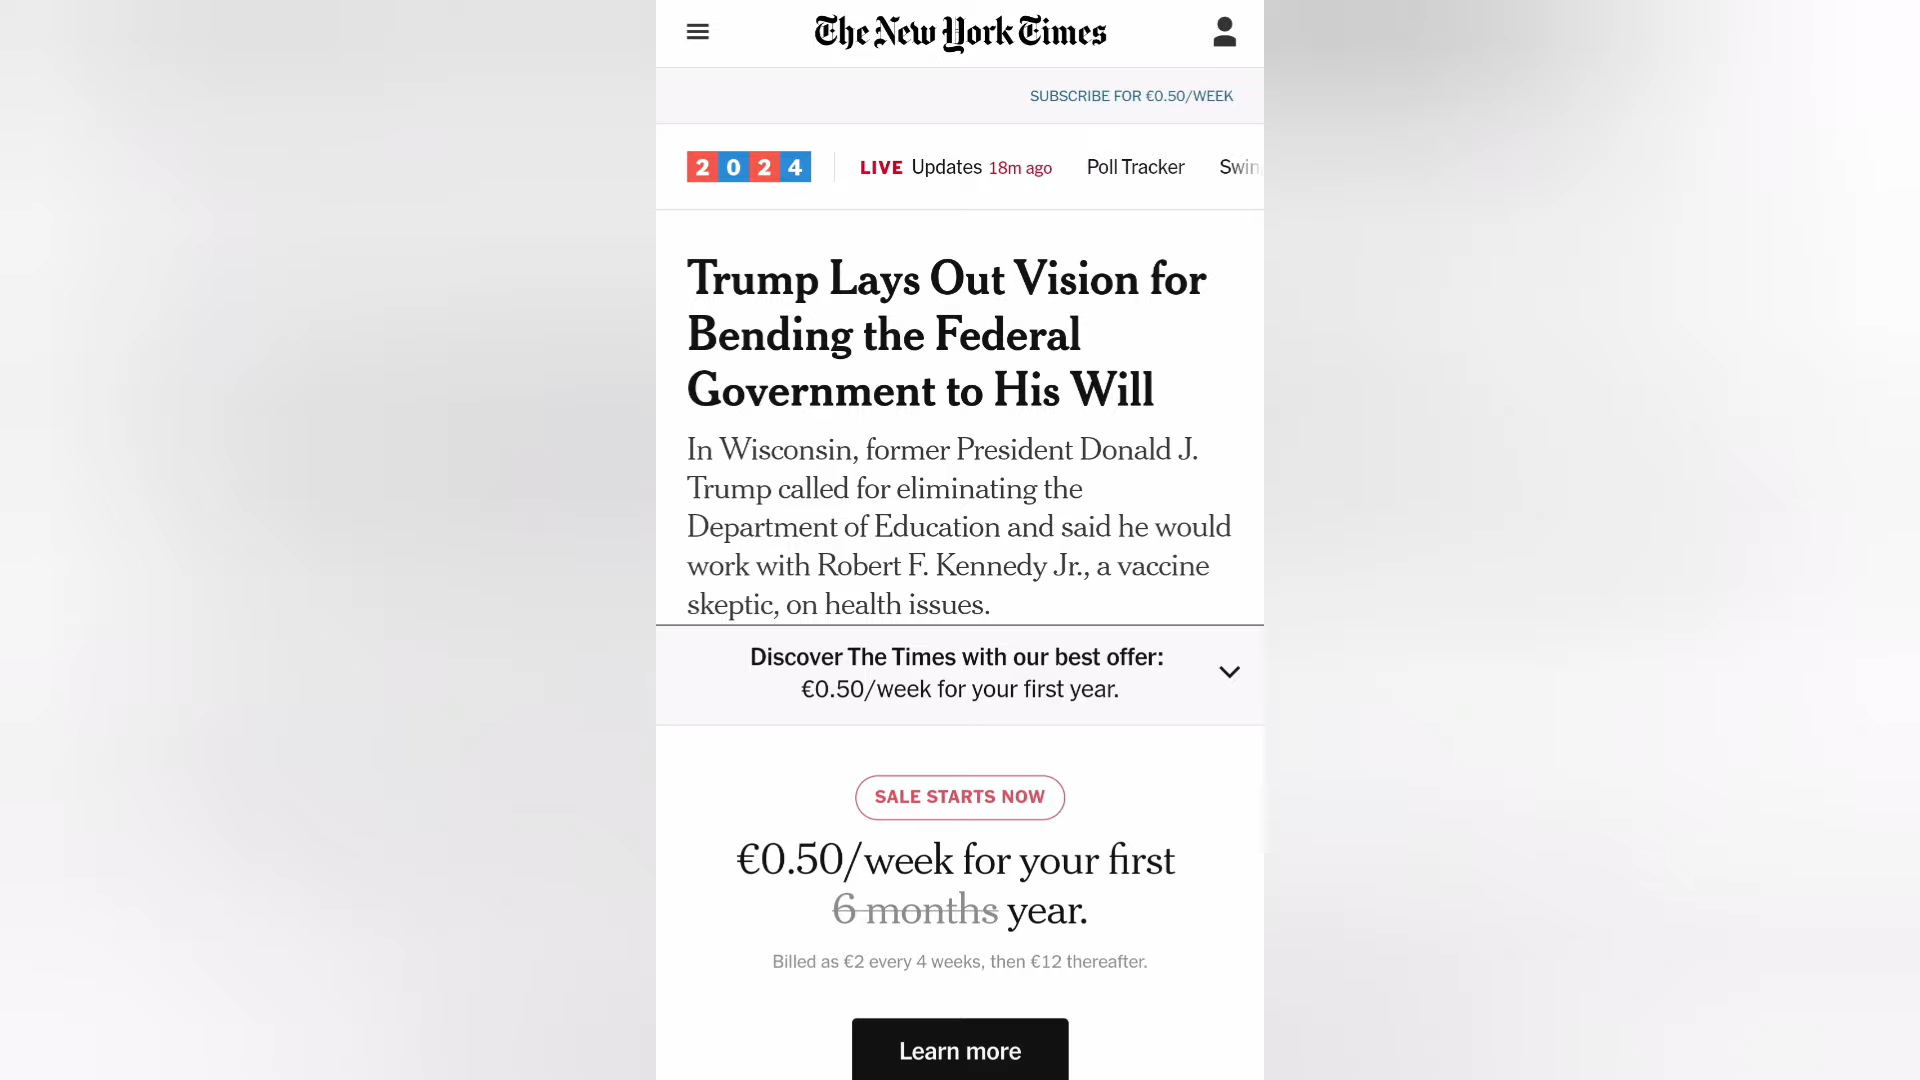 The New York Times
SUBSCRIBE FOR €0.50/WEEK
2024 LIVE Updates 18m ago Poll Tracker Swing
Trump Lays Out Vision for
Bending the Federal
Government to His Will
In Wisconsin, former President Donald J.
Trump called for eliminating the
Department of Education and said he would
work with Robert F. Kennedy Jr., a vaccine
skeptic, on health issues.
Discover The Times with our best offer:
€0.50/week for your first year.
SALE STARTS NOW
€0.50/week for your first
6 months year.
Billed as €2 every 4 weeks, then €12 thereafter.
Learn more